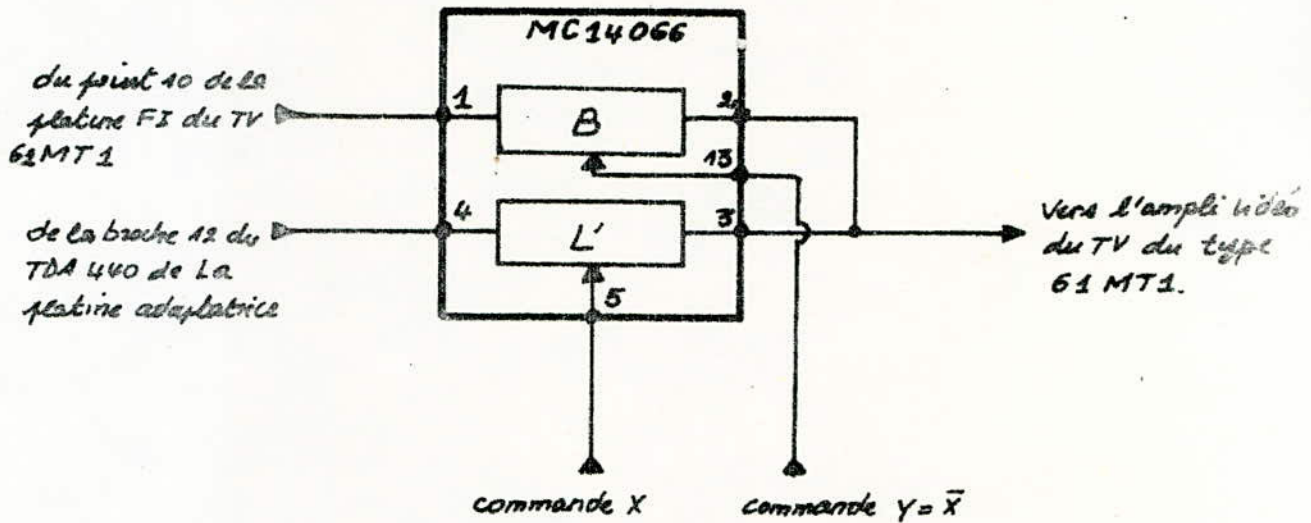 MC14066
du point 10 de la
platine FI du TV
61MT1
1
B
2
13
de la broche 12 du
TDA 440 de La
platine adaptatrice
4
L'
3
5
Vers l'ampli vidéo
du TV du type
61 MT1.
commande X
commande Y = X̅